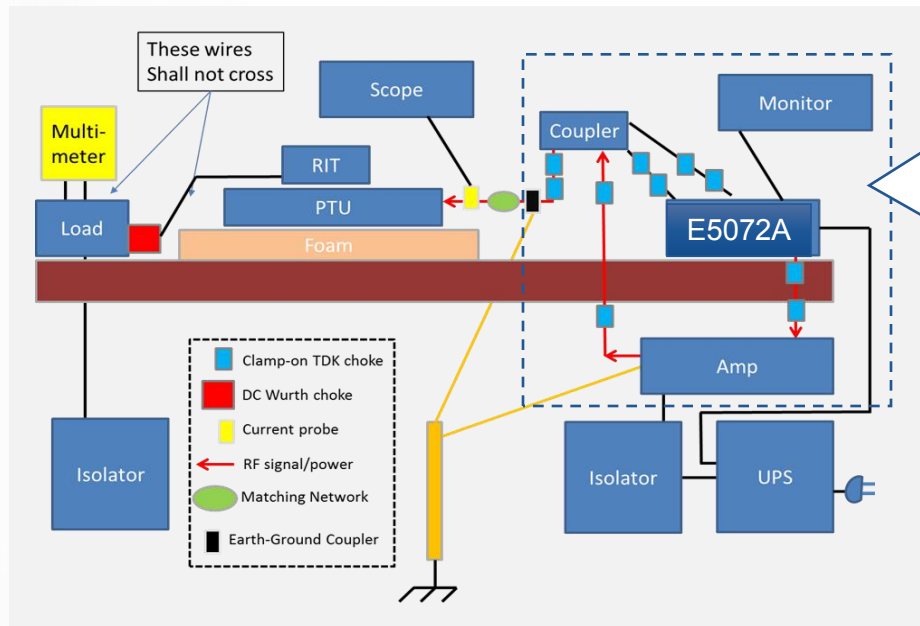 These wires
Shall not cross
Scope
Monitor
Coupler
Multi-
meter
RIT
PTU
Load
E5072A
Foam
Amp
Clamp-on TDK choke
DC Wurth choke
Current probe
RF signal/power
Matching Network
Earth-Ground Coupler
Isolator
Isolator
UPS